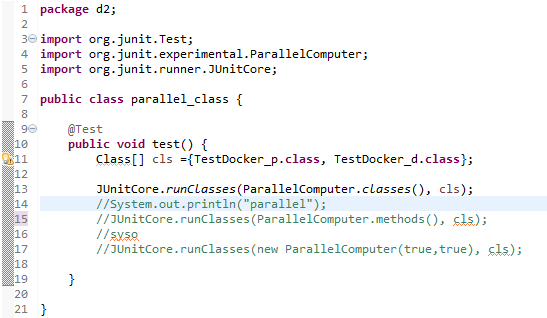 1 package d2;
2
3 import org.junit.Test;
4 import org.junit.experimental.ParallelComputer;
5 import org.junit.runner.JUnitCore;
6
7 public class parallel_class {
8
9 @Test
10 public void test() {
11 Class[] cls ={TestDocker_p.class, TestDocker_d.class};
12
13 JUnitCore.runClasses(ParallelComputer.classes(), cls);
14 //System.out.println("parallel");
15 //JUnitCore.runClasses(ParallelComputer.methods(), cls);
16 //syso
17 //JUnitCore.runClasses(new ParallelComputer(true,true), cls);
18
19 }
20
21 }